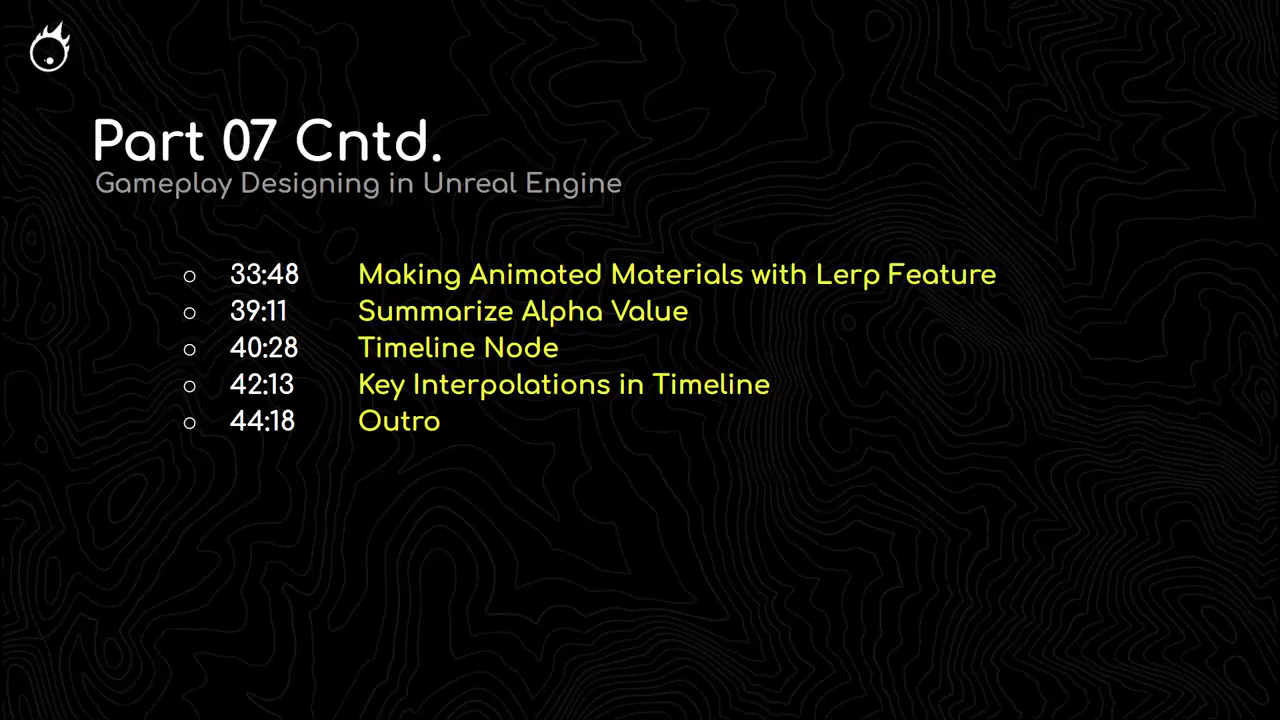 Part 07 Cntd.
Gameplay Designing in Unreal Engine
33:48 Making Animated Materials with Lerp Feature
39:11 Summarize Alpha Value
40:28 Timeline Node
42:13 Key Interpolations in Timeline
44:18 Outro